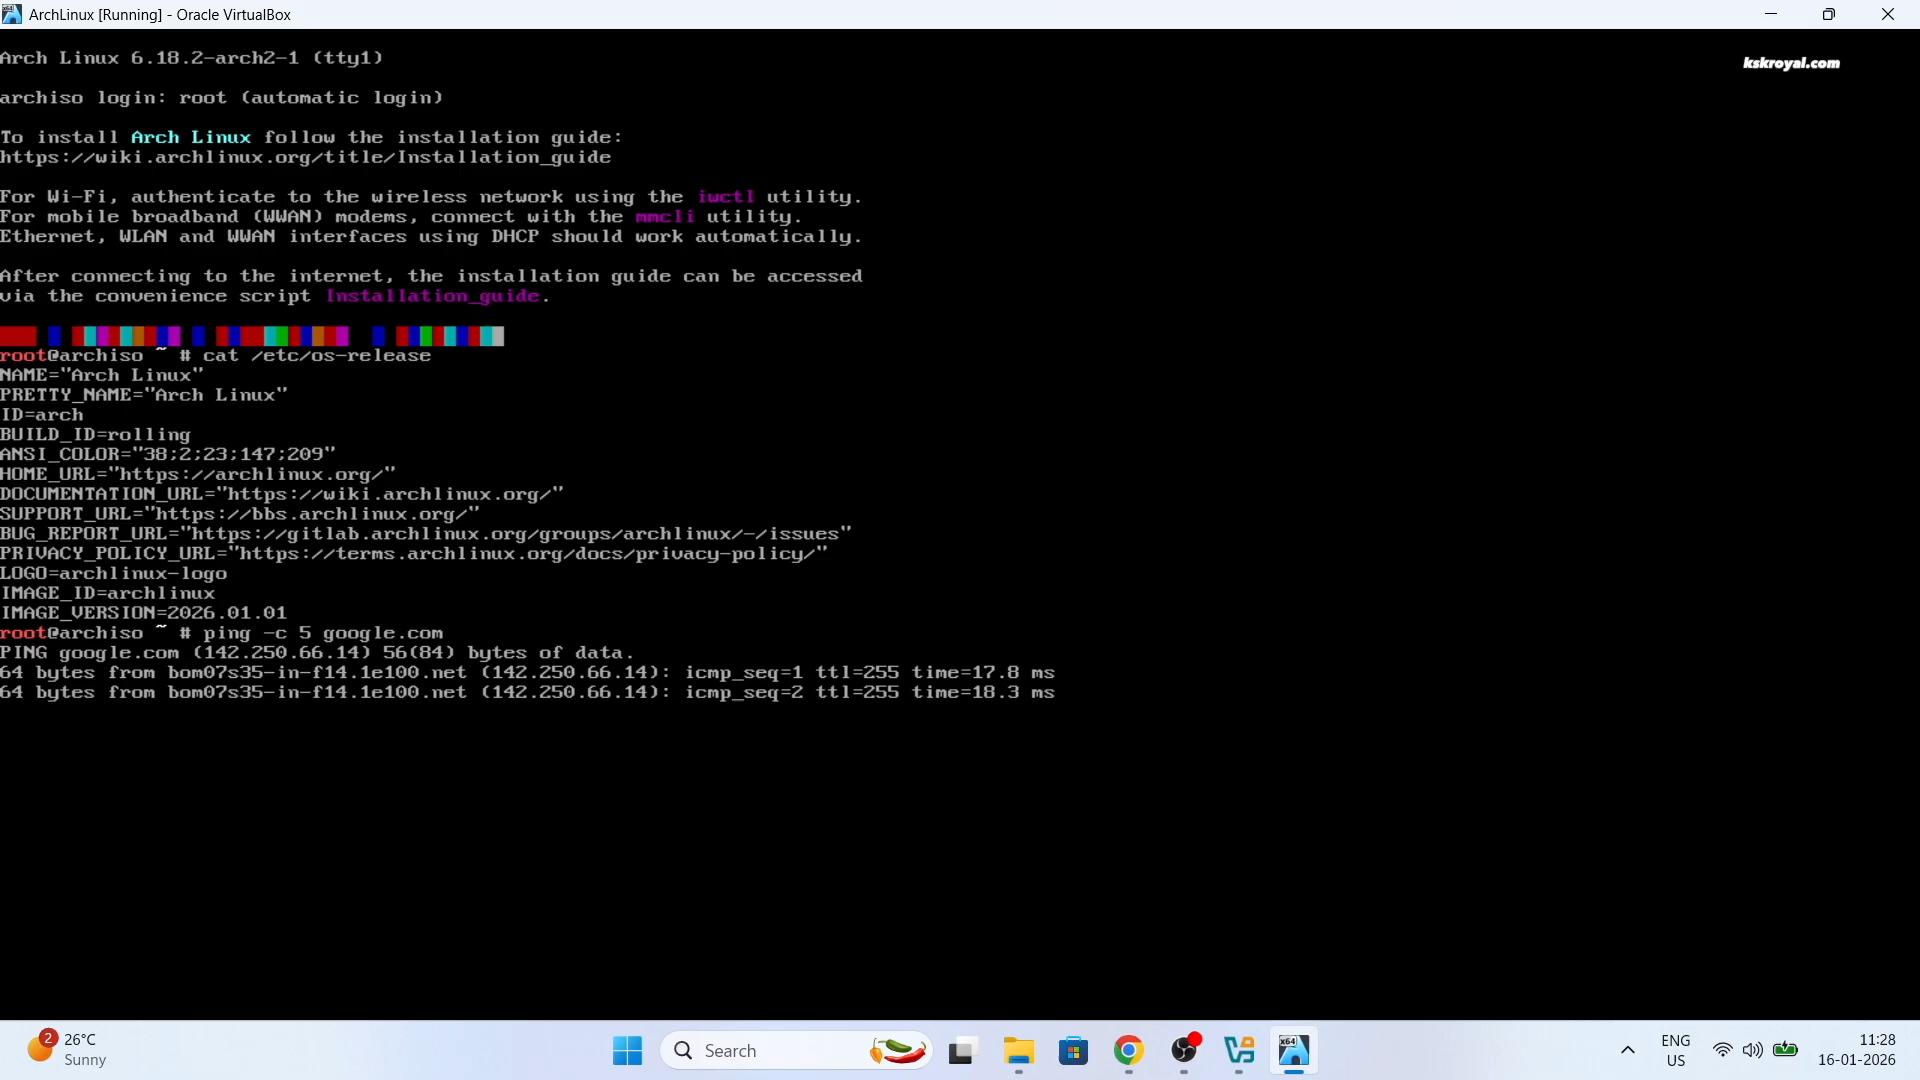 ArchLinux [Running] - Oracle VirtualBox
Arch Linux 6.18.2-arch2-1 (tty1)
kskroyal.com
archiso login: root (automatic login)
To install Arch Linux follow the installation guide:
https://wiki.archlinux.org/title/Installation_guide
For Wi-Fi, authenticate to the wireless network using the iwctl utility.
For mobile broadband (WWAN) modems, connect with the mmcli utility.
Ethernet, WLAN and WWAN interfaces using DHCP should work automatically.
After connecting to the internet, the installation guide can be accessed
via the convenience script Installation_guide.
root@archiso ~ # cat /etc/os-release
NAME="Arch Linux"
PRETTY_NAME="Arch Linux"
ID=arch
BUILD_ID=rolling
ANSI_COLOR="38;2;23;147;209"
HOME_URL="https://archlinux.org/"
DOCUMENTATION_URL="https://wiki.archlinux.org/"
SUPPORT_URL="https://bbs.archlinux.org/"
BUG_REPORT_URL="https://gitlab.archlinux.org/groups/archlinux/-/issues"
PRIVACY_POLICY_URL="https://terms.archlinux.org/docs/privacy-policy/"
LOGO=archlinux-logo
IMAGE_ID=archlinux
IMAGE_VERSION=2026.01.01
root@archiso ~ # ping -c 5 google.com
PING google.com (142.250.66.14) 56(84) bytes of data.
64 bytes from bom07s35-in-f14.1e100.net (142.250.66.14): icmp_seq=1 ttl=255 time=17.8 ms
64 bytes from bom07s35-in-f14.1e100.net (142.250.66.14): icmp_seq=2 ttl=255 time=18.3 ms
2
26°C
Sunny
Search
x64
ENG
US
11:28
16-01-2026